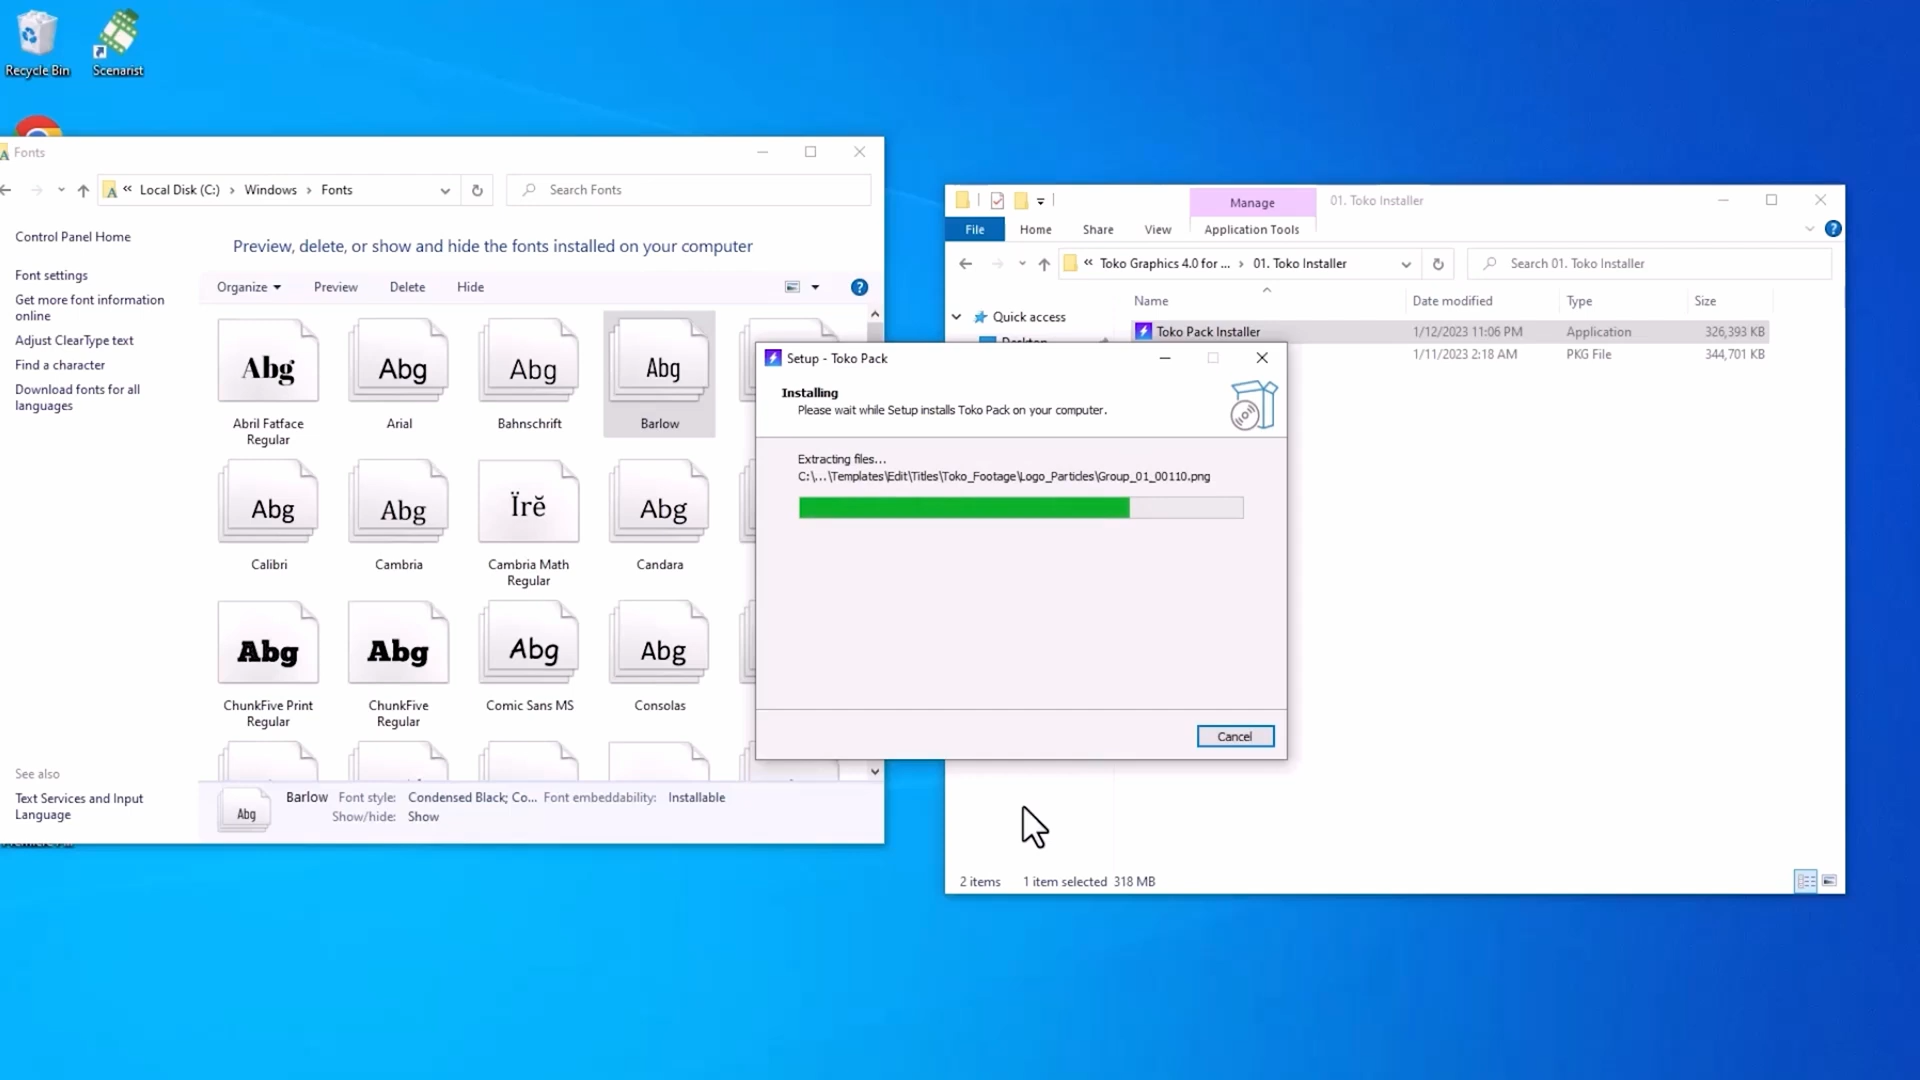 Recycle Bin
Scenarist
Fonts
« Local Disk (C:) › Windows › Fonts
Search Fonts
Control Panel Home
Font settings
Get more font information
online
Adjust ClearType text
Find a character
Download fonts for all
languages
See also
Text Services and Input
Language
Preview, delete, or show and hide the fonts installed on your computer
Organize
Preview
Delete
Hide
?
Abg
Abg
Abg
Abg
Abril Fatface
Regular
Arial
Bahnschrift
Barlow
Abg
Abg
Ïrĕ
Abg
Calibri
Cambria
Cambria Math
Regular
Candara
Abg
Abg
Abg
Abg
ChunkFive Print
Regular
ChunkFive
Regular
Comic Sans MS
Consolas
Abg
Barlow Font style: Condensed Black; Co... Font embeddability: Installable
Show/hide: Show
Manage
01. Toko Installer
File
Home
Share
View
Application Tools
?
« Toko Graphics 4.0 for ... › 01. Toko Installer
Search 01. Toko Installer
Name
Date modified
Type
Size
Quick access
Desktop
Toko Pack Installer
1/12/2023 11:06 PM
Application
326,393 KB
1/11/2023 2:18 AM
PKG File
344,701 KB
Setup - Toko Pack
Installing
Please wait while Setup installs Toko Pack on your computer.
Extracting files...
C:\...\Templates\Edit\Titles\Toko_Footage\Logo_Particles\Group_01_00110.png
Cancel
2 items
1 item selected 318 MB